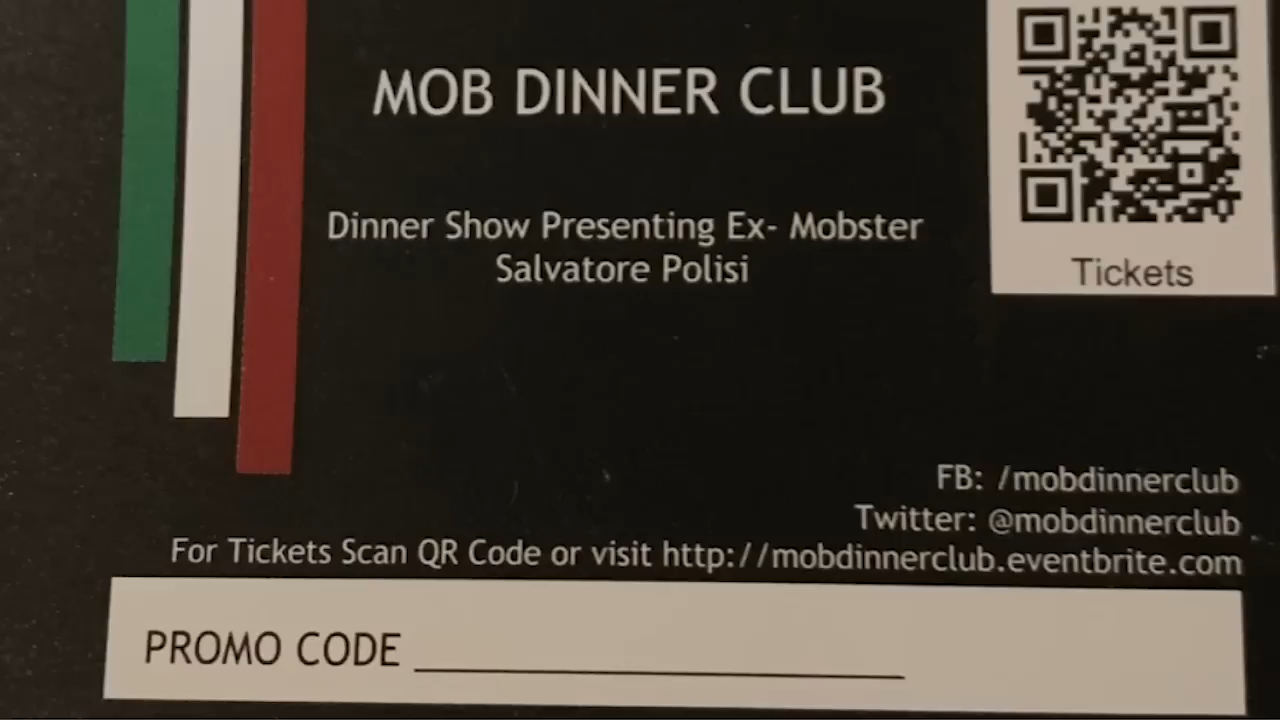 MOB DINNER CLUB
Dinner Show Presenting Ex- Mobster
Salvatore Polisi
Tickets
FB: /mobdinnerclub
Twitter: @mobdinnerclub
For Tickets Scan QR Code or visit http://mobdinnerclub.eventbrite.com
PROMO CODE